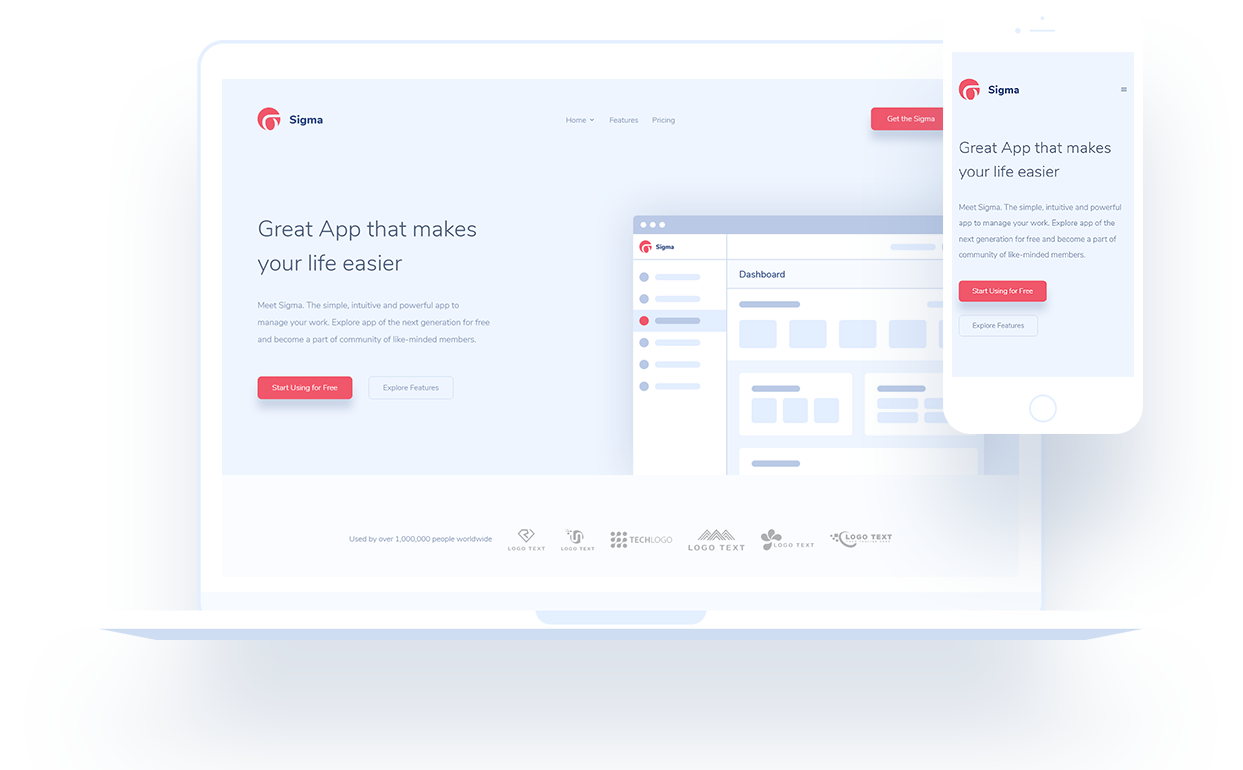 Sigma
Home
Features
Pricing
Get the Sigma
Great App that makes
your life easier
Meet Sigma. The simple, intuitive and powerful app to
manage your work. Explore app of the next generation for free
and become a part of community of like-minded members.
Start Using for Free
Explore Features
Sigma
Dashboard
Used by over 1,000,000 people worldwide
LOGO TEXT
LOGO TEXT
TECHLOGO
LOGO TEXT
LOGO TEXT
LOGO TEXT
Sigma
Great App that makes
your life easier
Meet Sigma. The simple, intuitive and powerful
app to manage your work. Explore app of the
next generation for free and become a part of
community of like-minded members.
Start Using for Free
Explore Features